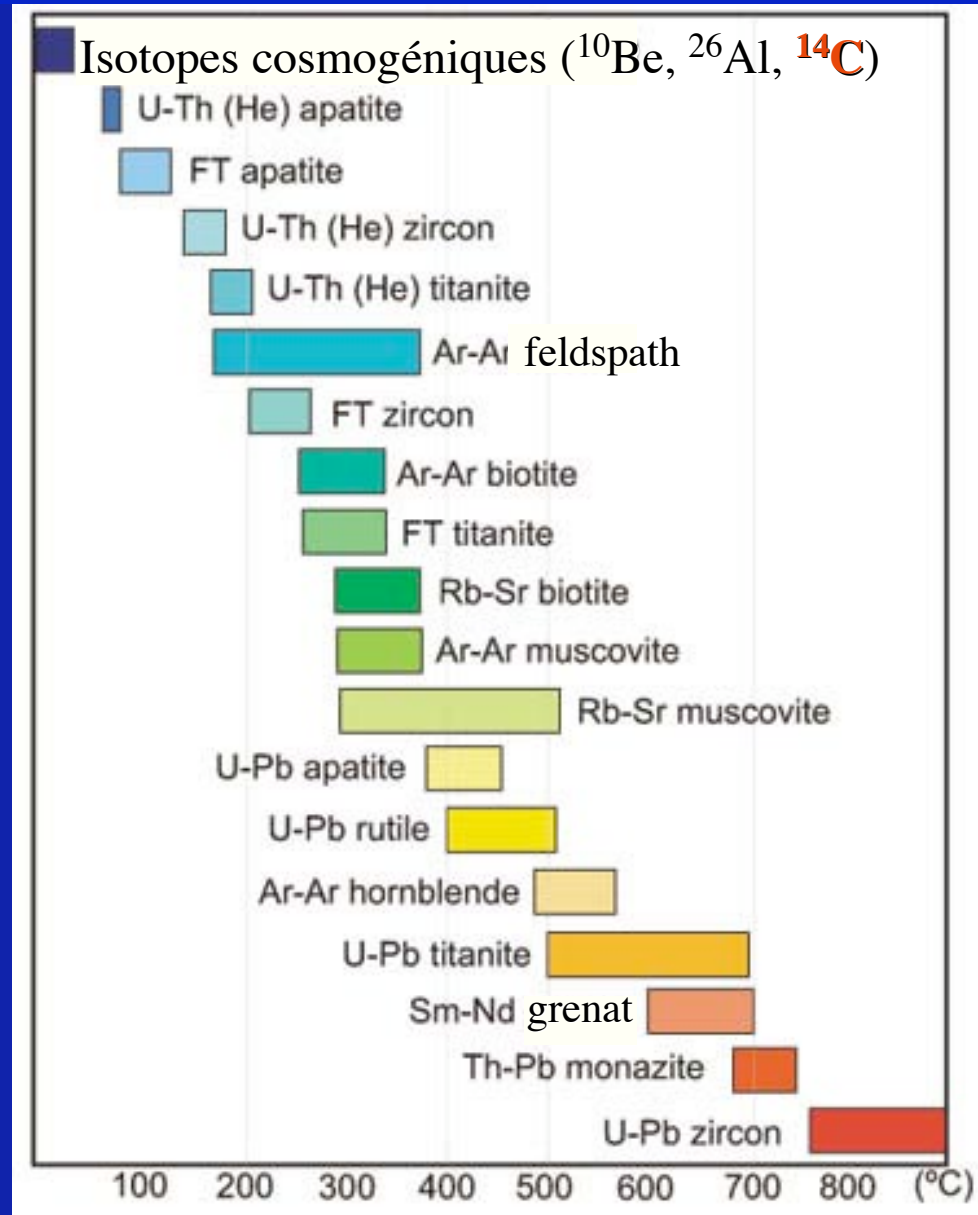 Isotopes cosmogéniques (¹⁰Be, ²⁶Al, ¹⁴C)
U-Th (He) apatite
FT apatite
U-Th (He) zircon
U-Th (He) titanite
Ar-Ar feldspath
FT zircon
Ar-Ar biotite
FT titanite
Rb-Sr biotite
Ar-Ar muscovite
Rb-Sr muscovite
U-Pb apatite
U-Pb rutile
Ar-Ar hornblende
U-Pb titanite
Sm-Nd grenat
Th-Pb monazite
U-Pb zircon
100 200 300 400 500 600 700 800 (ºC)